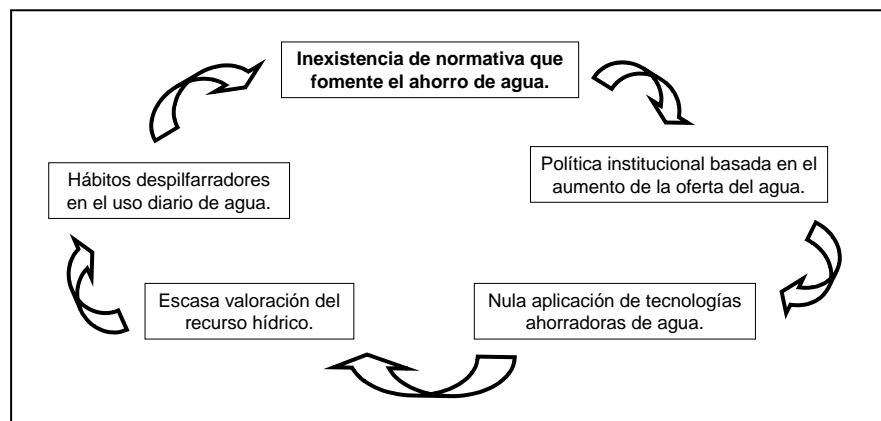 Inexistencia de normativa que
fomente el ahorro de agua.
Política institucional basada en el
aumento de la oferta del agua.
Nula aplicación de tecnologías
ahorradoras de agua.
Escasa valoración del
recurso hídrico.
Hábitos despilfarradores
en el uso diario de agua.